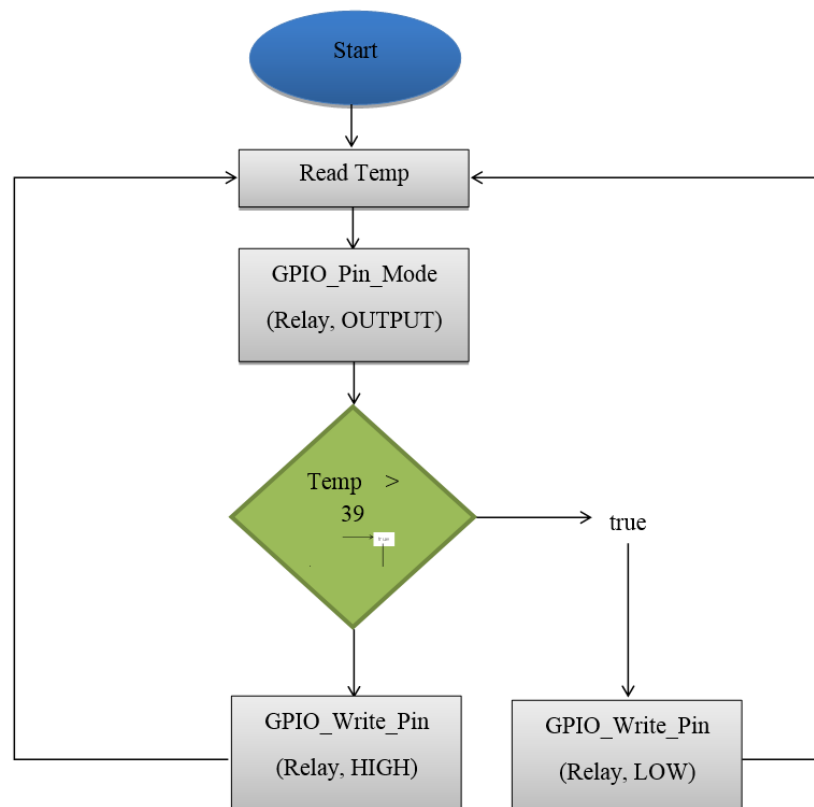 Start
Read Temp
GPIO_Pin_Mode
(Relay, OUTPUT)
Temp >
39
true
GPIO_Write_Pin
(Relay, HIGH)
GPIO_Write_Pin
(Relay, LOW)